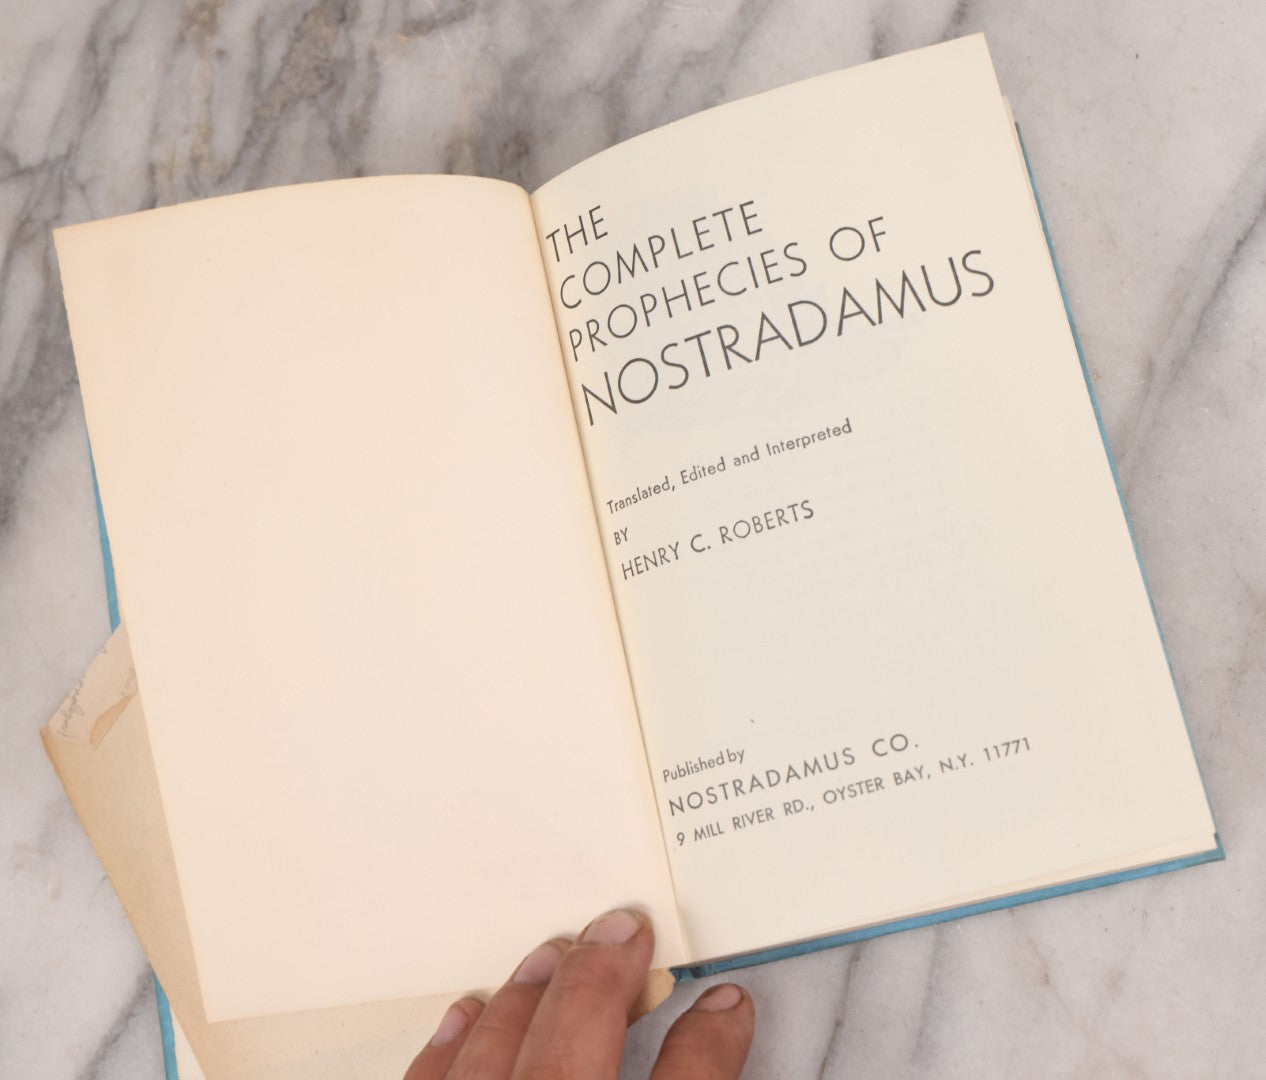 THE
COMPLETE
PROPHECIES OF
NOSTRADAMUS
Translated, Edited and Interpreted
BY
HENRY C. ROBERTS
Published by
NOSTRADAMUS CO.
9 MILL RIVER RD., OYSTER BAY, N.Y. 11771